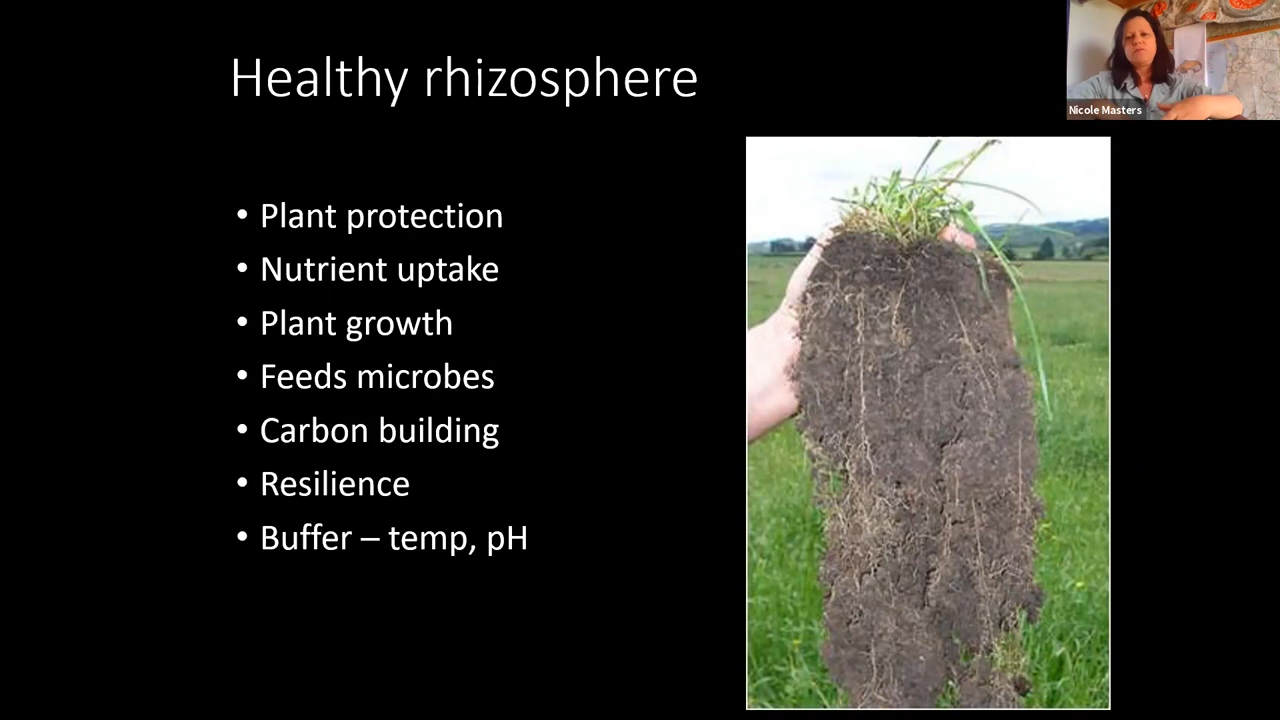 Healthy rhizosphere
Nicole Masters
• Plant protection
• Nutrient uptake
• Plant growth
• Feeds microbes
• Carbon building
• Resilience
• Buffer – temp, pH